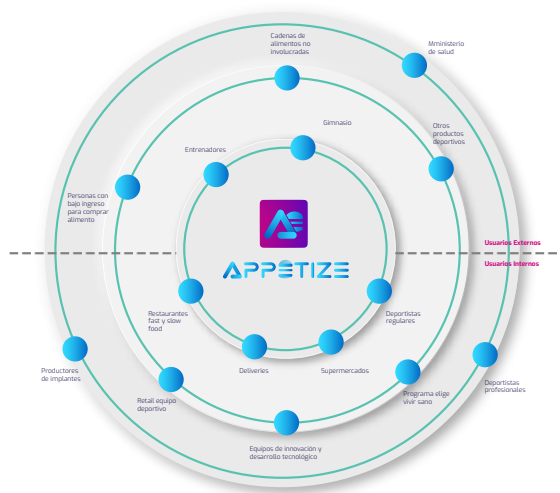 Cadenas de
alimentos no
involucradas
Mministerio
de salud
Gimnasio
Otros
productos
deportivos
Entrenadores
Personas con
bajo ingreso
para comprar
alimento
Usuarios Externos
Usuarios Internos
APPETIZE
Restaurantes
fast y slow
food
Deportistas
regulares
Deliveries
Supermercados
Productores
de implantes
Deportistas
profesionales
Retail equipo
deportivo
Programa elige
vivir sano
Equipos de innovación y
desarrollo tecnológico